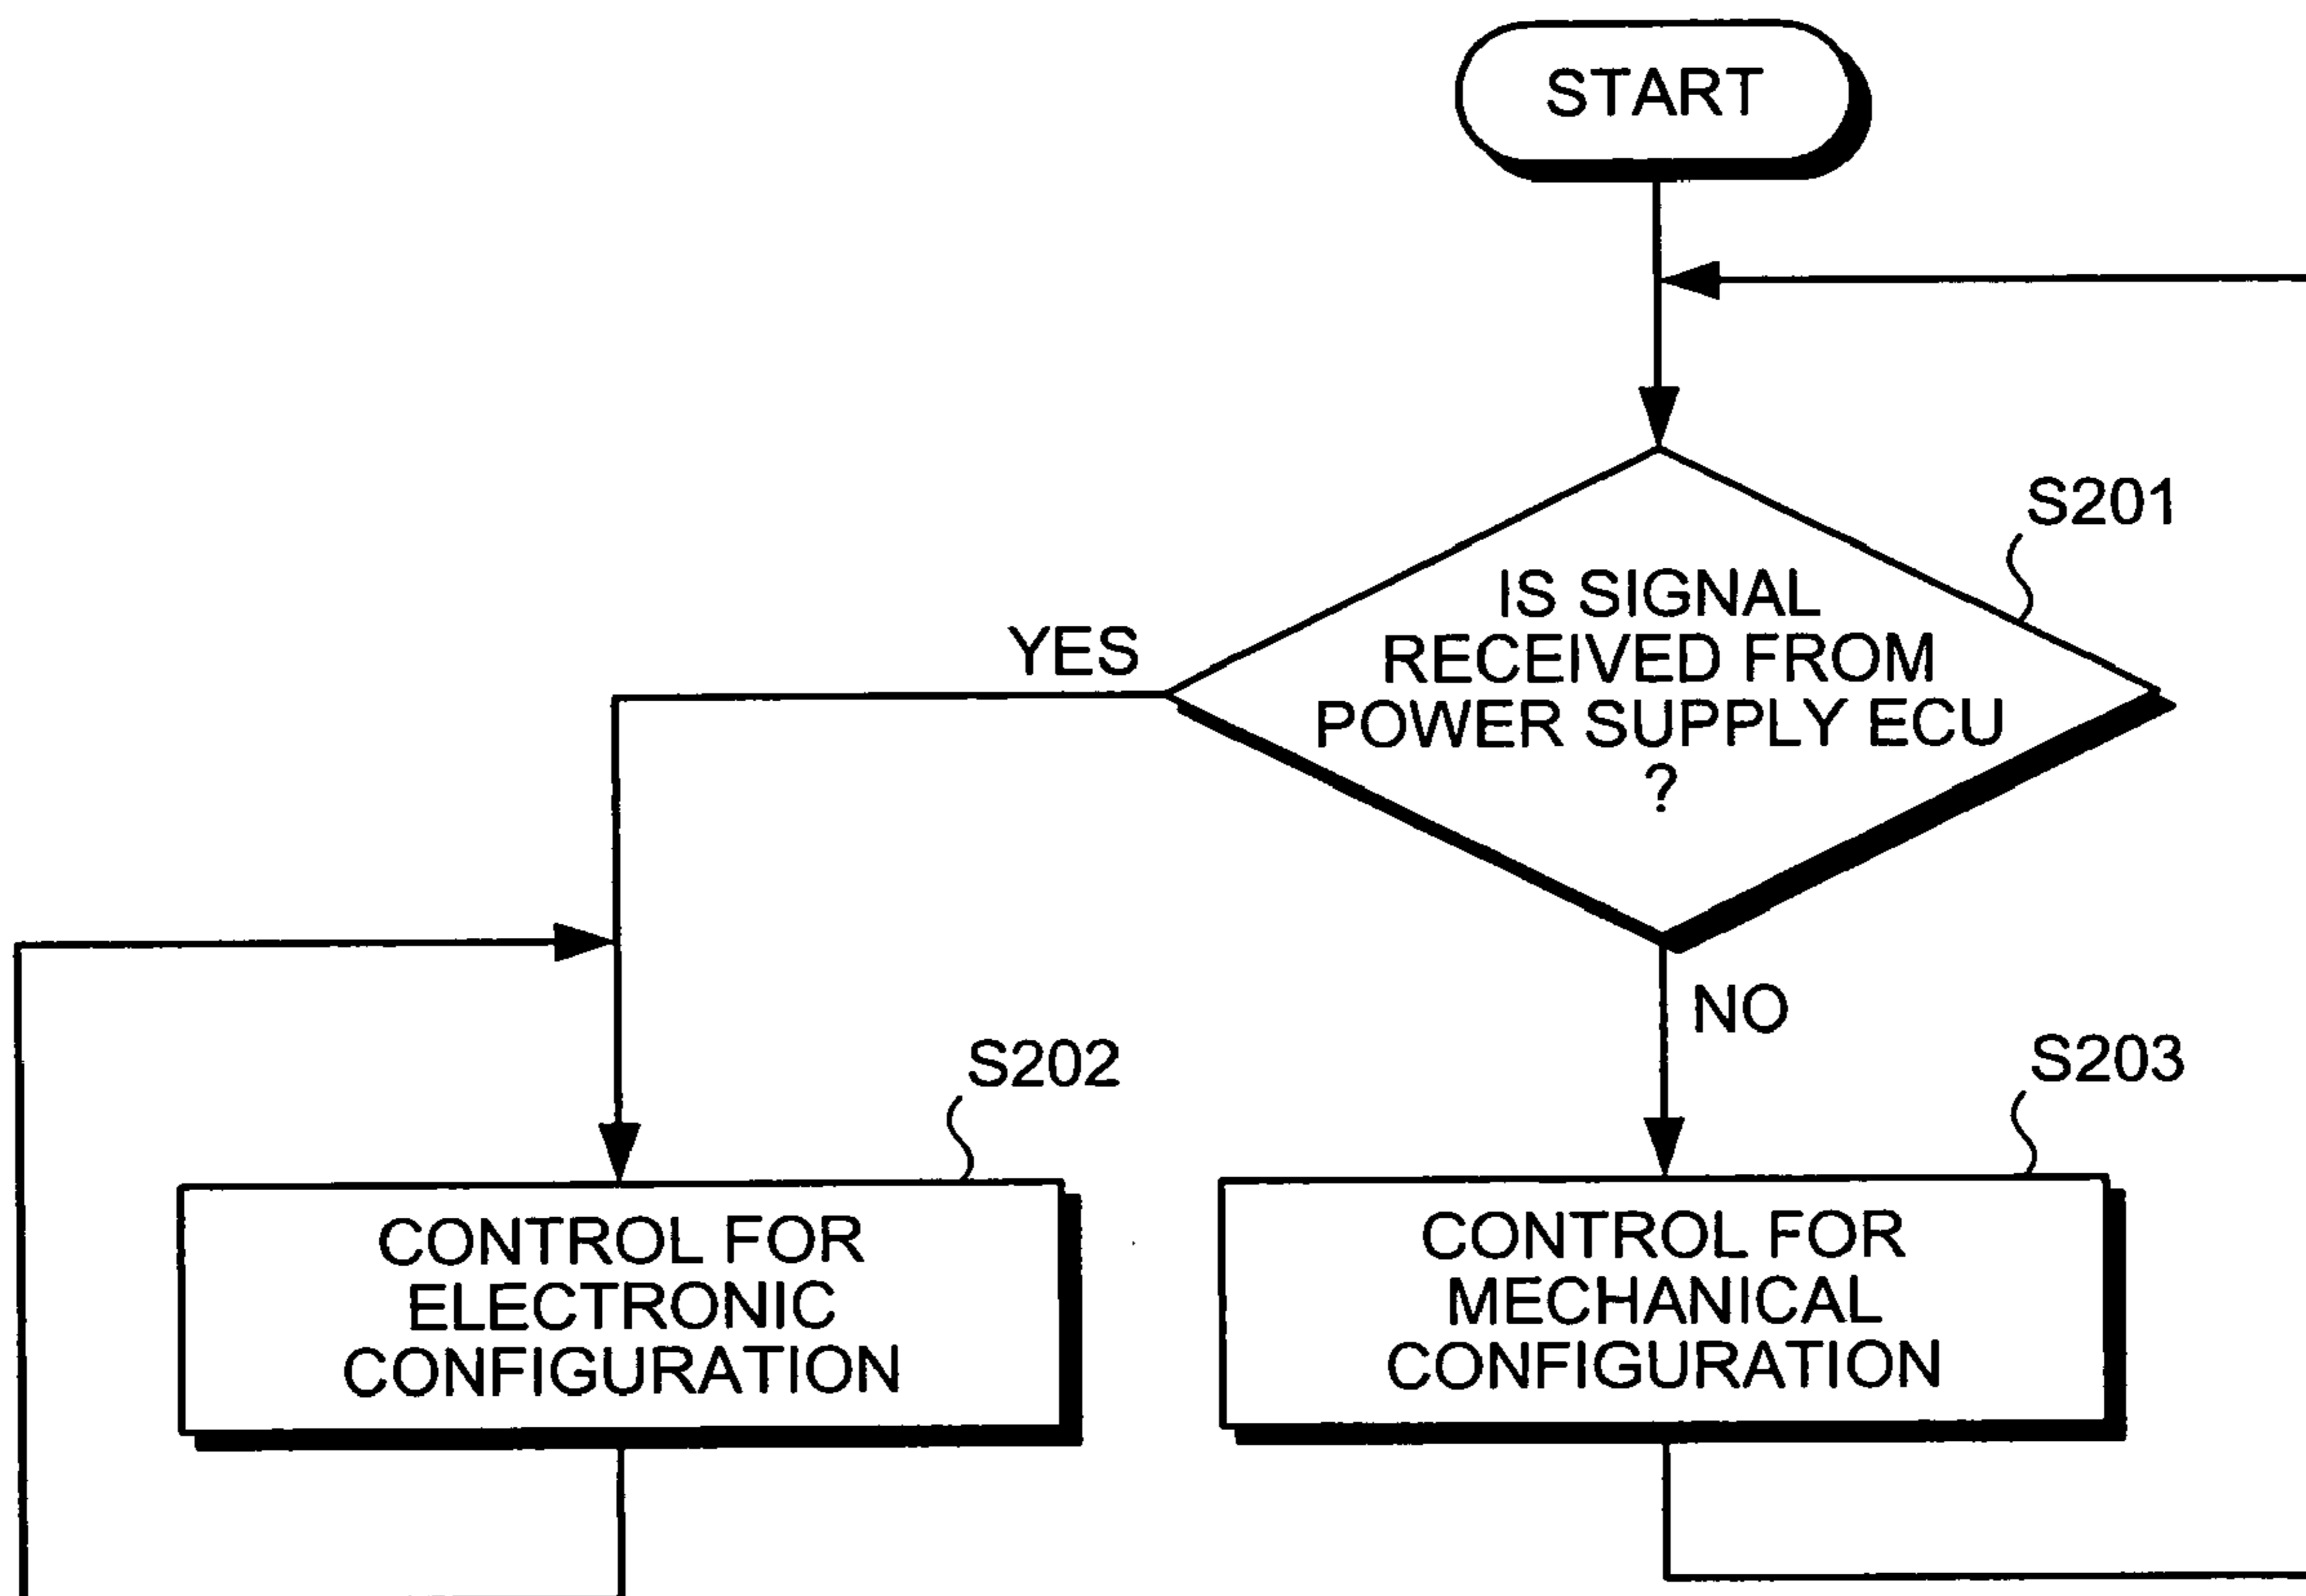 START
S201
IS SIGNAL
RECEIVED FROM
POWER SUPPLY ECU
?
YES
NO
S202
S203
CONTROL FOR
ELECTRONIC
CONFIGURATION
CONTROL FOR
MECHANICAL
CONFIGURATION